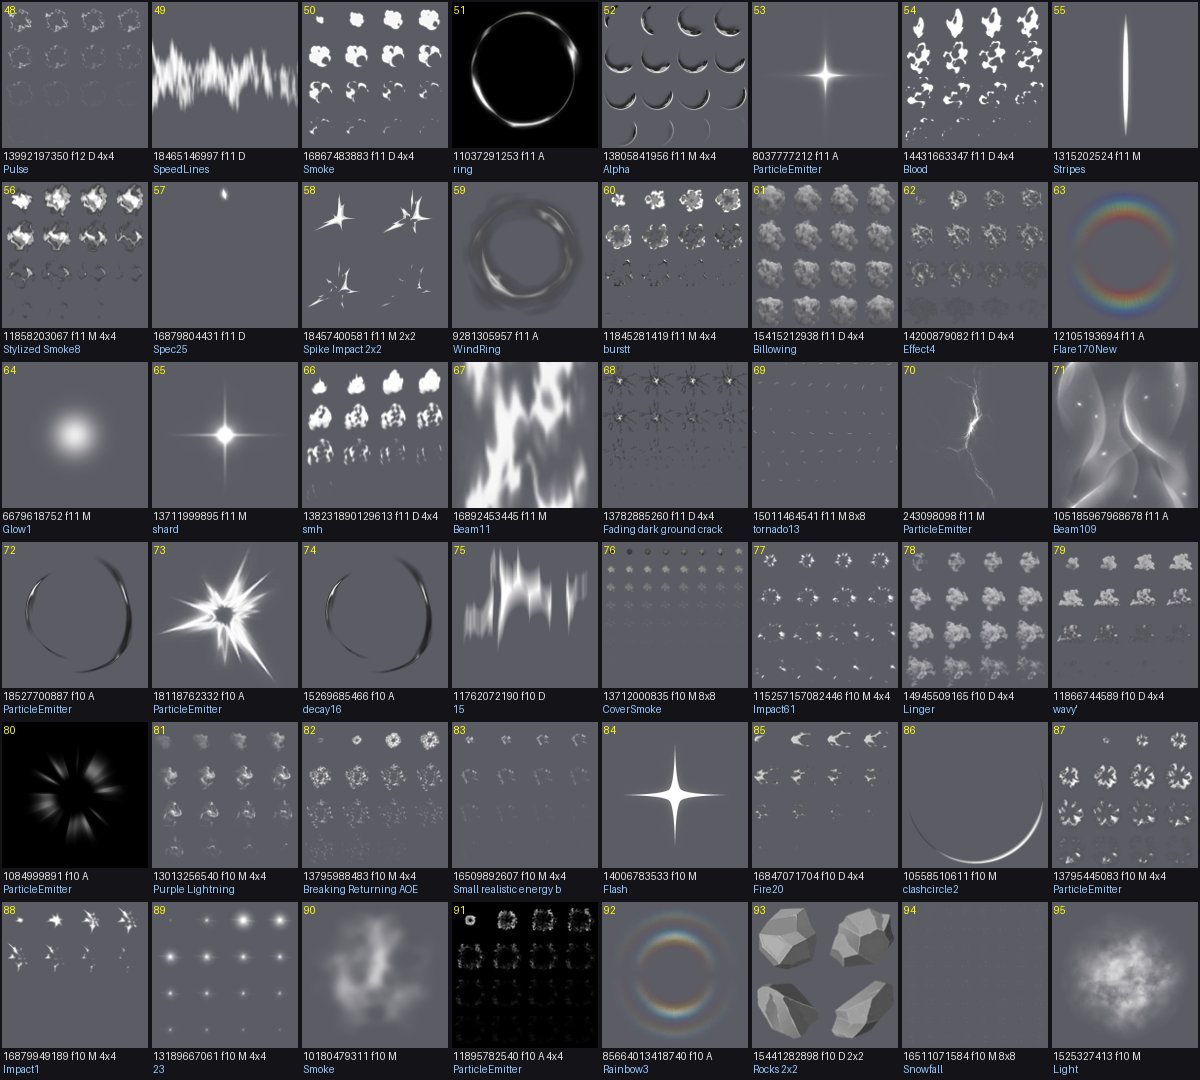 48
49
50
51
52
53
54
55
13992197350 f12 D 4x4
18465146997 f11 D
16867483883 f11 D 4x4
11037291253 f11 A
13805841956 f11 M 4x4
8037777212 f11 A
14431663347 f11 D 4x4
1315202524 f11 M
Pulse
SpeedLines
Smoke
ring
Alpha
ParticleEmitter
Blood
Stripes
56
57
58
59
60
61
62
63
11858203067 f11 M 4x4
16879804431 f11 D
18457400581 f11 M 2x2
9281305957 f11 A
11845281419 f11 M 4x4
15415212938 f11 D 4x4
14200879082 f11 D 4x4
12105193694 f11 A
Stylized Smoke8
Spec25
Spike Impact 2x2
WindRing
burstt
Billowing
Effect4
Flare170New
64
65
66
67
68
69
70
71
6679618752 f11 M
13711999895 f11 M
138231890129613 f11 D 4x4
16892453445 f11 M
13782885260 f11 D 4x4
15011464541 f11 M 8x8
243098098 f11 M
105185967968678 f11 A
Glow1
shard
smh
Beam11
Fading dark ground crack
tornado13
ParticleEmitter
Beam109
72
73
74
75
76
77
78
79
18527700887 f10 A
18118762332 f10 A
15269685466 f10 A
11762072190 f10 D
13712000835 f10 M 8x8
115257157082446 f10 M 4x4
14945509165 f10 D 4x4
11866744589 f10 D 4x4
ParticleEmitter
ParticleEmitter
decay16
15
CoverSmoke
Impact61
Linger
wavy'
80
81
82
83
84
85
86
87
1084999891 f10 A
13013256540 f10 M 4x4
13795988483 f10 M 4x4
16509892607 f10 M 4x4
14006783533 f10 M
16847071704 f10 D 4x4
10558510611 f10 M
13795445083 f10 M 4x4
ParticleEmitter
Purple Lightning
Breaking Returning AOE
Small realistic energy b
Flash
Fire20
clashcircle2
ParticleEmitter
88
89
90
91
92
93
94
95
16879949189 f10 M 4x4
13189667061 f10 M 4x4
10180479311 f10 M
11895782540 f10 A 4x4
85664013418740 f10 A
15441282898 f10 D 2x2
16511071584 f10 M 8x8
1525327413 f10 M
Impact1
23
Smoke
ParticleEmitter
Rainbow3
Rocks 2x2
Snowfall
Light